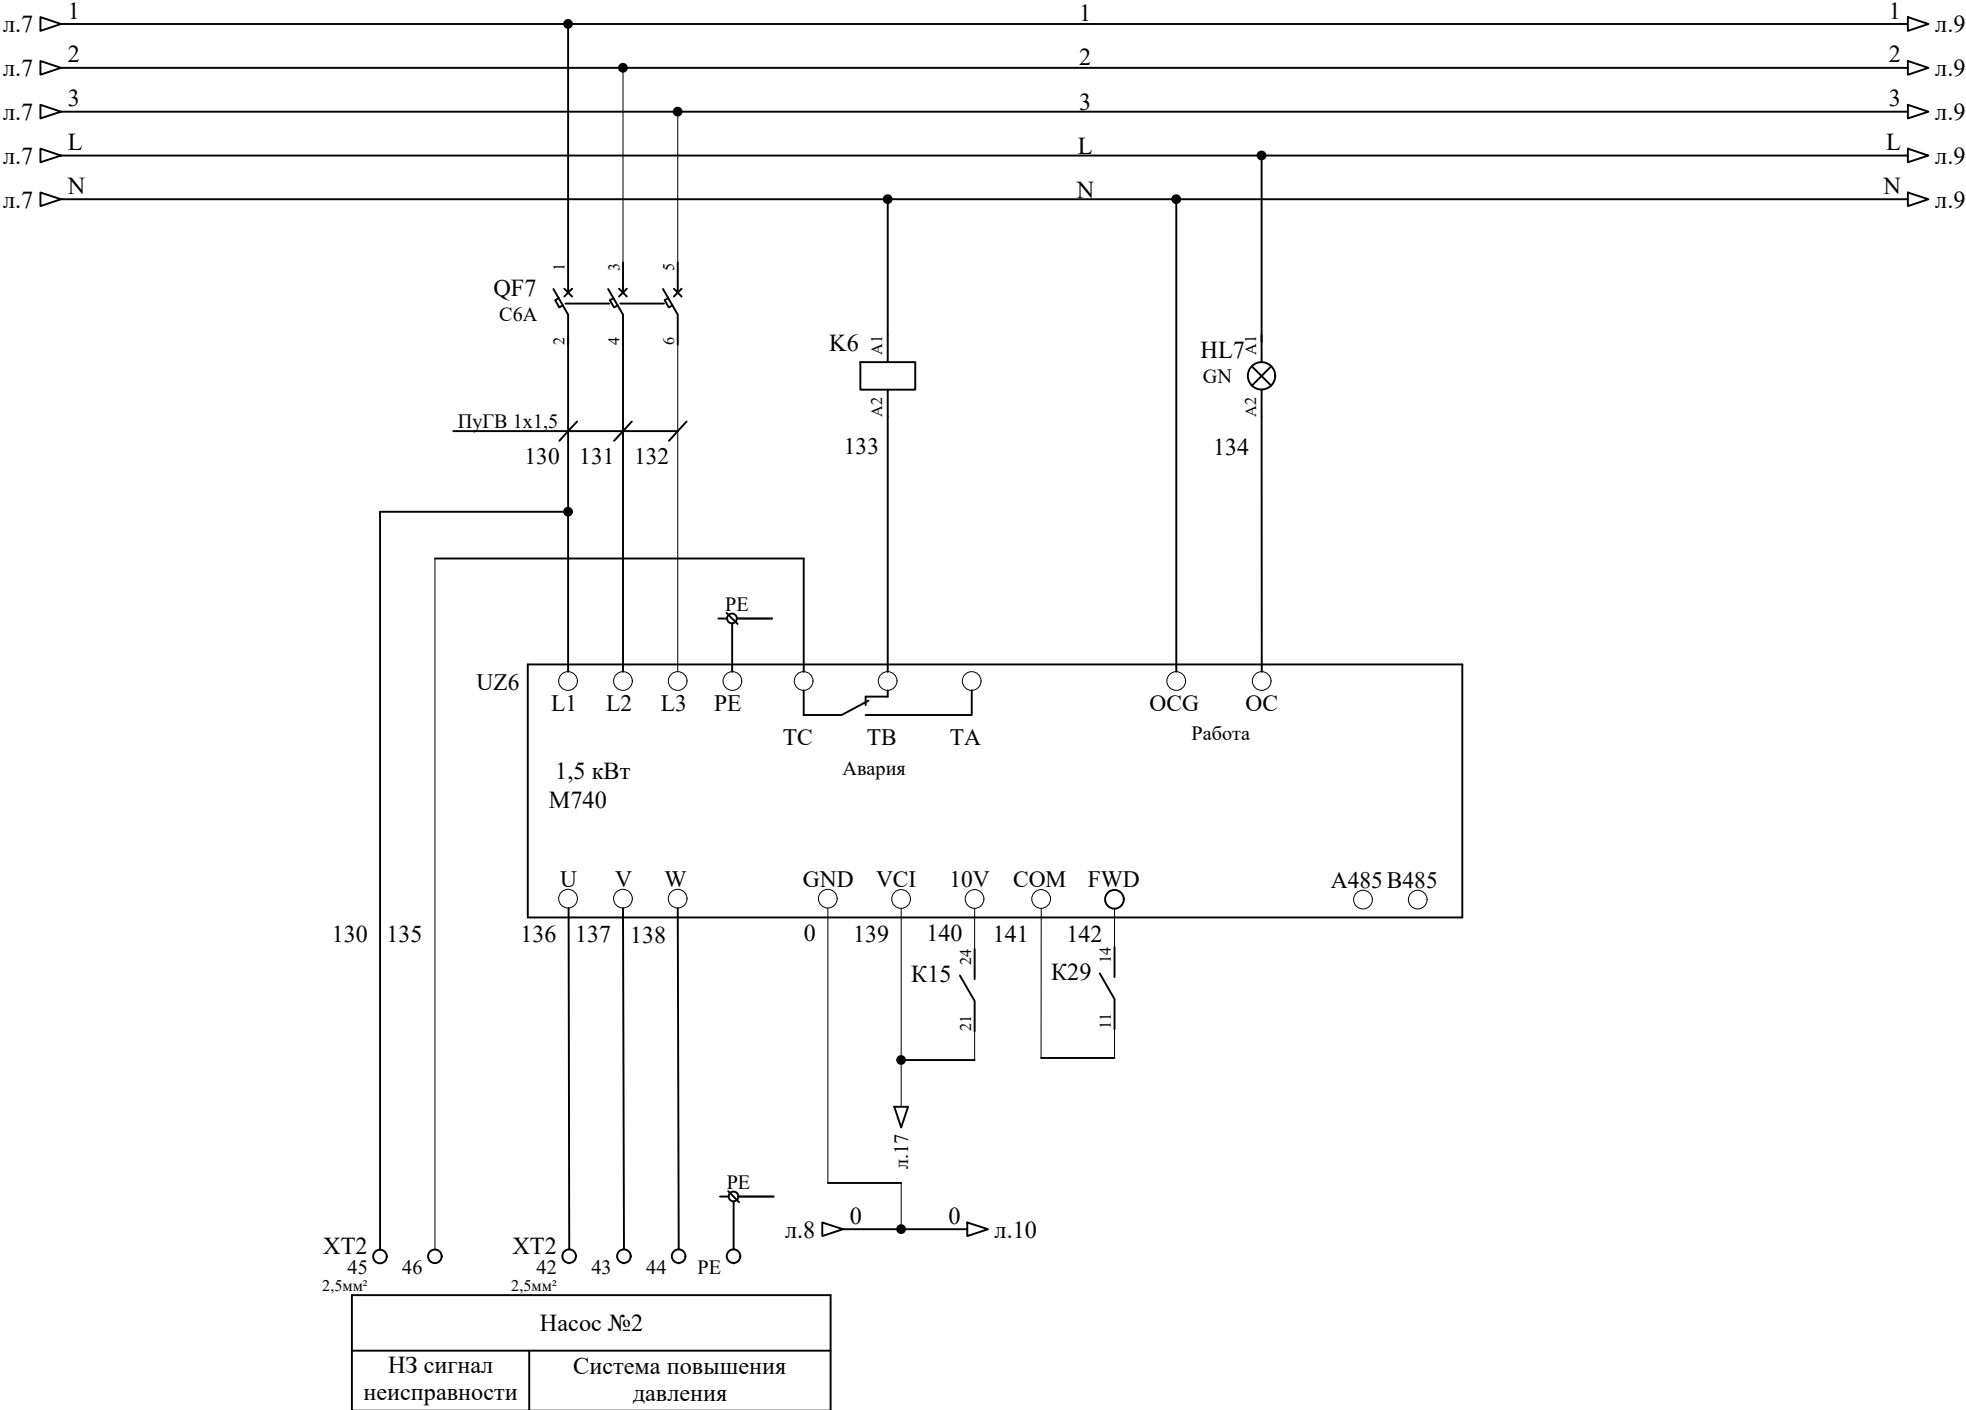 л.7 1 1 1 л.9
л.7 2 2 2 л.9
л.7 3 3 3 л.9
л.7 L L L л.9
л.7 N N N л.9
1 3 5
QF7
C6A
2 4 6
K6 A1
A2
HL7 A1
GN
A2
ПуГВ 1х1,5
130 131 132
133
134
PE
UZ6
L1 L2 L3 PE
OCG OC
TC TB TA
Работа
Авария
1,5 кВт
M740
U V W GND VCI 10V COM FWD
A485 B485
130 135 136 137 138 0 139 140 141 142
K15 24
21
K29 14
11
л.17
PE
л.8 0 0 л.10
XT2
45
2,5мм²
46
XT2
42
2,5мм²
43
44
PE
Насос №2
НЗ сигнал
неисправности
Система повышения
давления